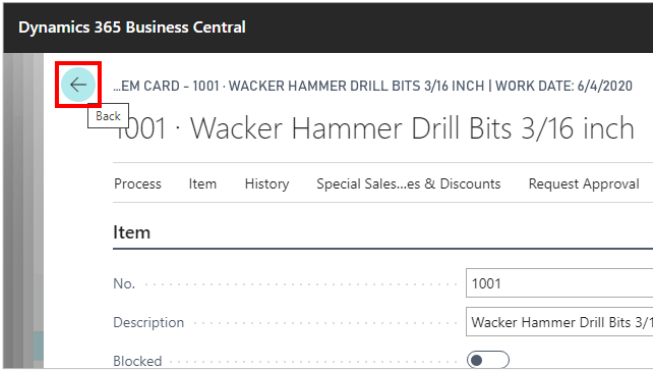 Dynamics 365 Business Central
...EM CARD - 1001 · WACKER HAMMER DRILL BITS 3/16 INCH | WORK DATE: 6/4/2020
Back
1001 · Wacker Hammer Drill Bits 3/16 inch
Process Item History Special Sales...es & Discounts Request Approval
Item
No. 1001
Description Wacker Hammer Drill Bits 3/1
Blocked